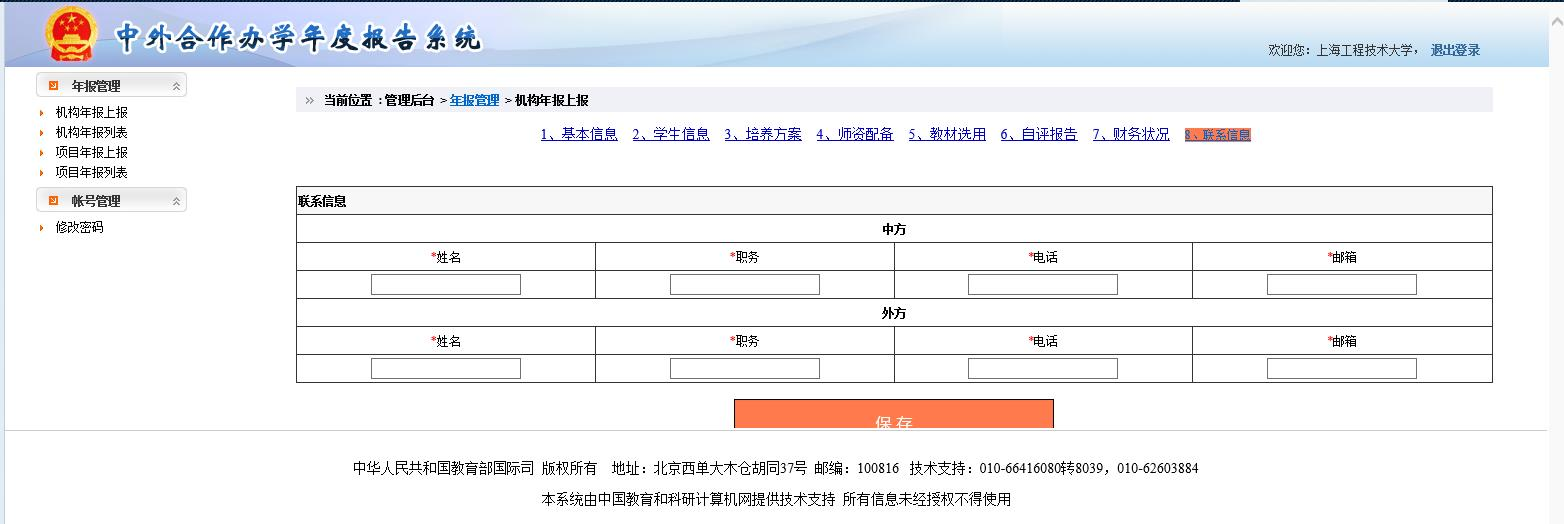 中外合作办学年度报告系统
欢迎您：上海工程技术大学， 退出登录
年报管理
机构年报上报
机构年报列表
项目年报上报
项目年报列表
帐号管理
修改密码
当前位置 ：管理后台 > 年报管理 > 机构年报上报
1、基本信息 2、学生信息 3、培养方案 4、师资配备 5、教材选用 6、自评报告 7、财务状况 8、联系信息
联系信息
中方
*姓名 *职务 *电话 *邮箱
外方
*姓名 *职务 *电话 *邮箱
保 存
中华人民共和国教育部国际司 版权所有 地址：北京西单大木仓胡同37号 邮编：100816 技术支持：010-66416080转8039，010-62603884
本系统由中国教育和科研计算机网提供技术支持 所有信息未经授权不得使用